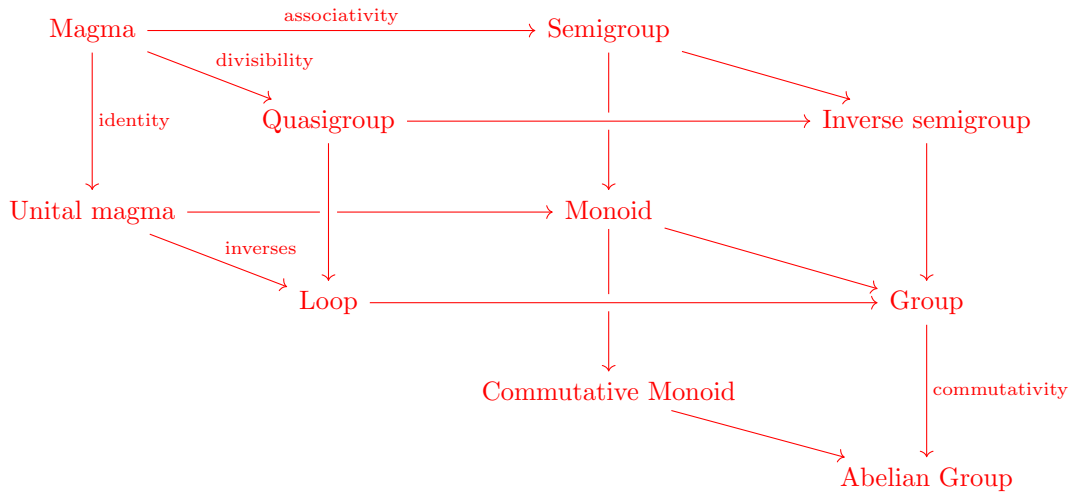 Magma
associativity
Semigroup
divisibility
identity
Quasigroup
Inverse semigroup
Unital magma
Monoid
inverses
Loop
Group
Commutative Monoid
commutativity
Abelian Group